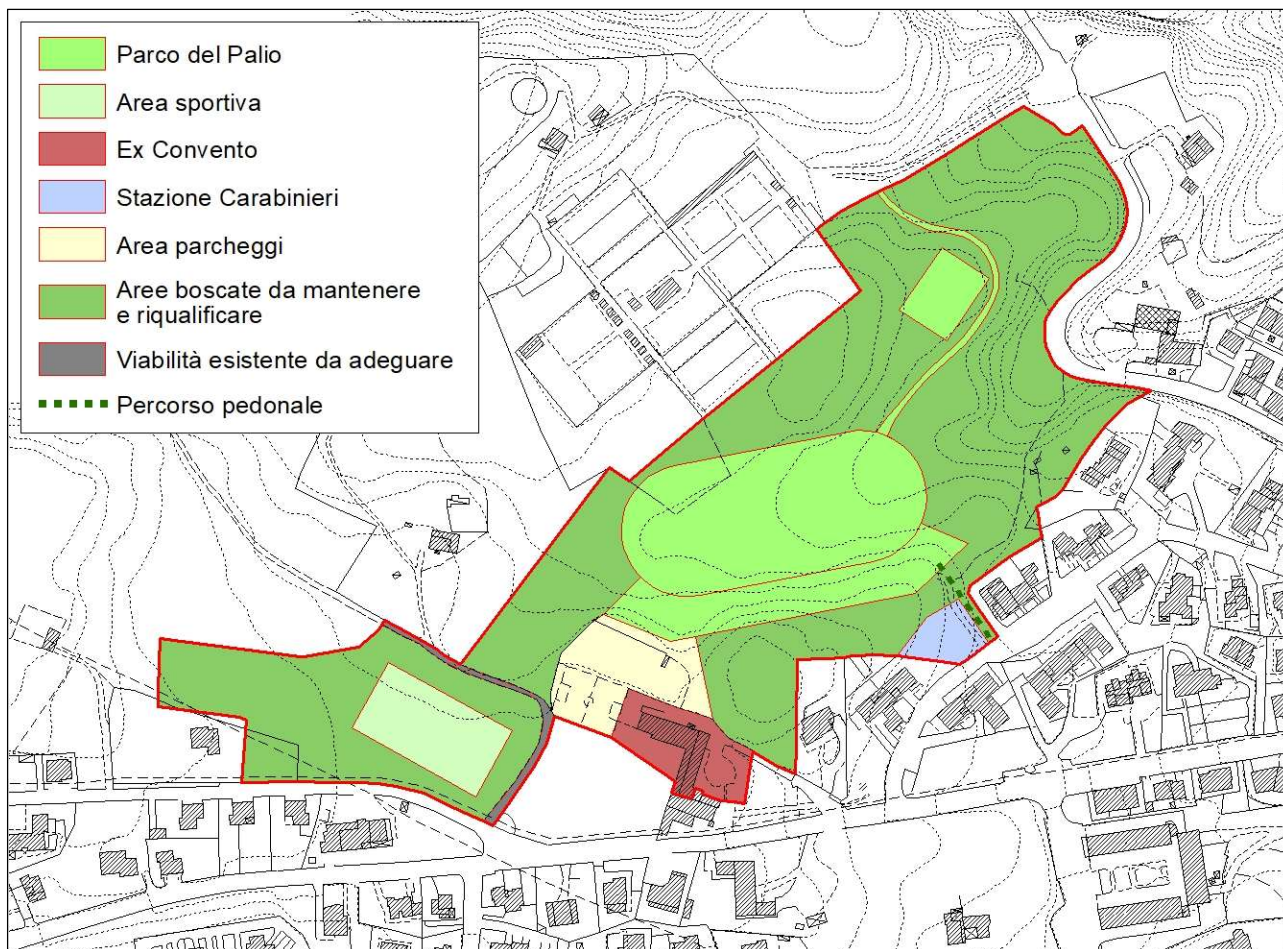 Parco del Palio
Area sportiva
Ex Convento
Stazione Carabinieri
Area parcheggi
Aree boscate da mantenere
e riqualificare
Viabilità esistente da adeguare
Percorso pedonale